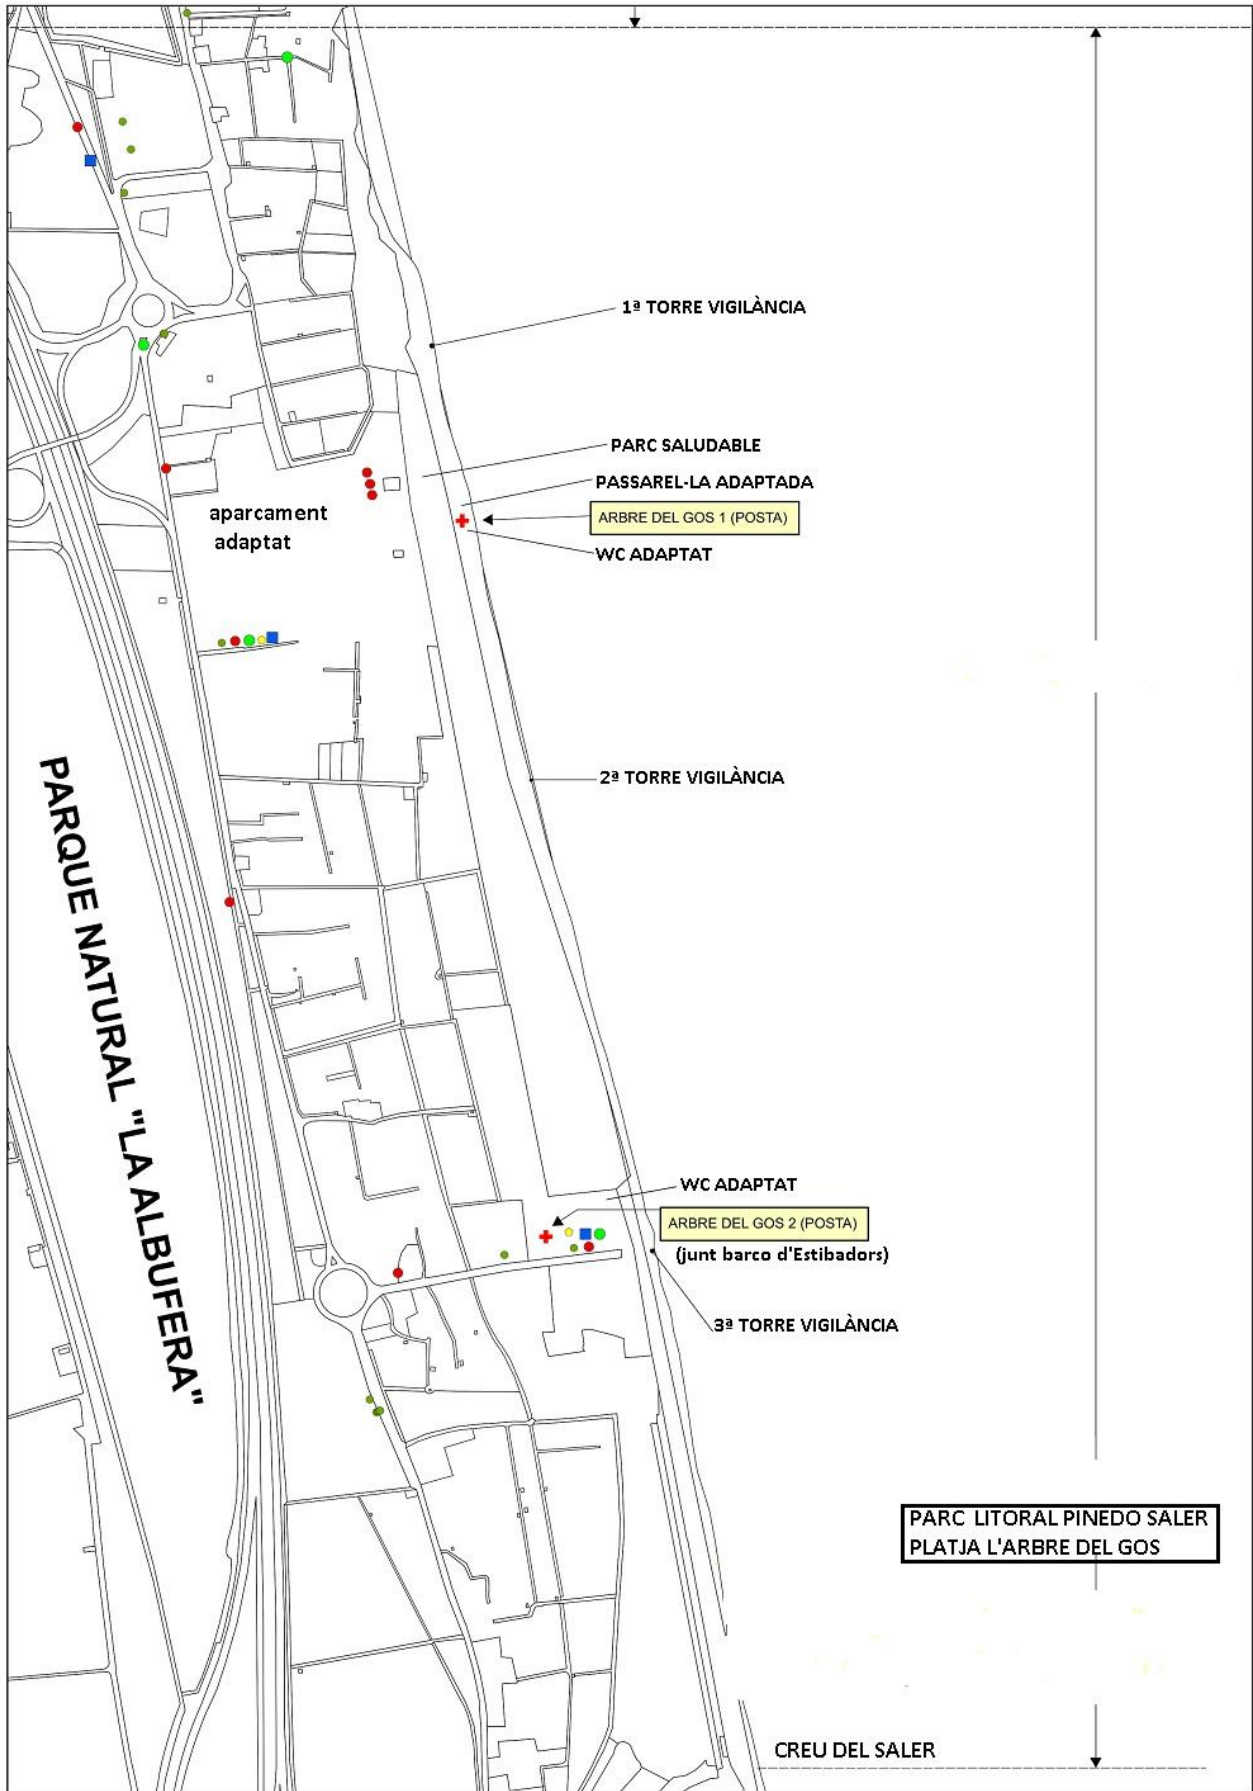 1ª TORRE VIGILÀNCIA
PARC SALUDABLE
PASSAREL-LA ADAPTADA
ARBRE DEL GOS 1 (POSTA)
WC ADAPTAT
aparcament
adaptat
2ª TORRE VIGILÀNCIA
PARQUE NATURAL "LA ALBUFERA"
WC ADAPTAT
ARBRE DEL GOS 2 (POSTA)
(junt barco d'Estibadors)
3ª TORRE VIGILÀNCIA
PARC LITORAL PINEDO SALER
PLATJA L'ARBRE DEL GOS
CREU DEL SALER